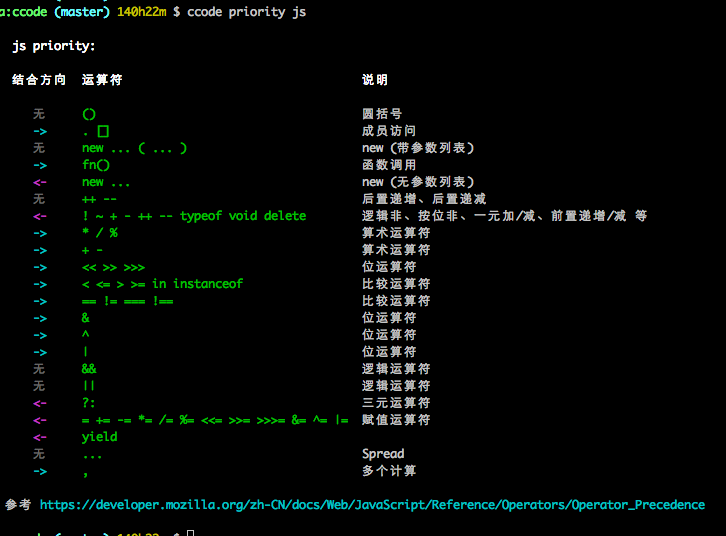 a:ccode (master) 140h22m $ ccode priority js
js priority:
结合方向 运算符 说明
无 () 圆括号
-> . [] 成员访问
无 new ... ( ... ) new (带参数列表)
-> fn() 函数调用
<- new ... new (无参数列表)
无 ++ -- 后置递增、后置递减
<- ! ~ + - ++ -- typeof void delete 逻辑非、按位非、一元加/减、前置递增/减 等
-> * / % 算术运算符
-> + - 算术运算符
-> << >> >>> 位运算符
-> < <= > >= in instanceof 比较运算符
-> == != === !== 比较运算符
-> & 位运算符
-> ^ 位运算符
-> | 位运算符
无 && 逻辑运算符
无 || 逻辑运算符
<- ?: 三元运算符
<- = += -= *= /= %= <<= >>= >>>= &= ^= |= 赋值运算符
<- yield
无 ... Spread
-> , 多个计算
参考 https://developer.mozilla.org/zh-CN/docs/Web/JavaScript/Reference/Operators/Operator_Precedence